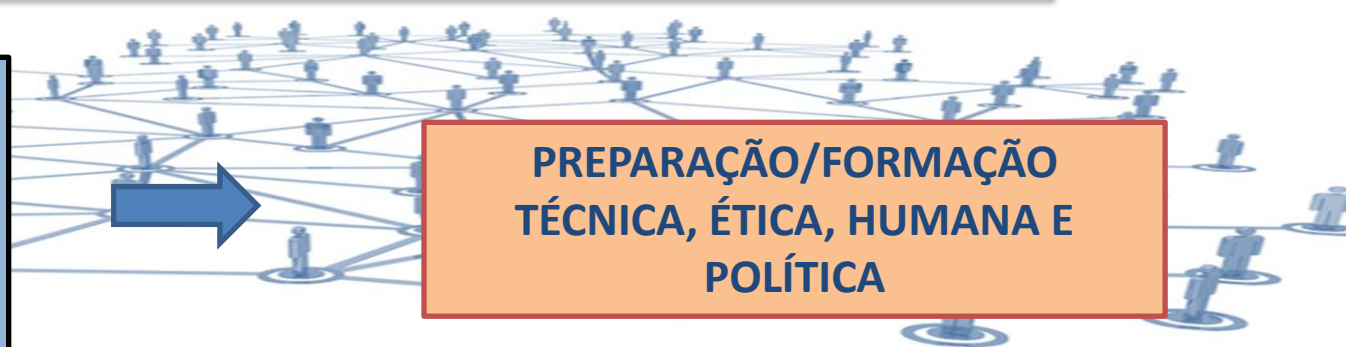 PREPARAÇÃO/FORMAÇÃO
TÉCNICA, ÉTICA, HUMANA E
POLÍTICA